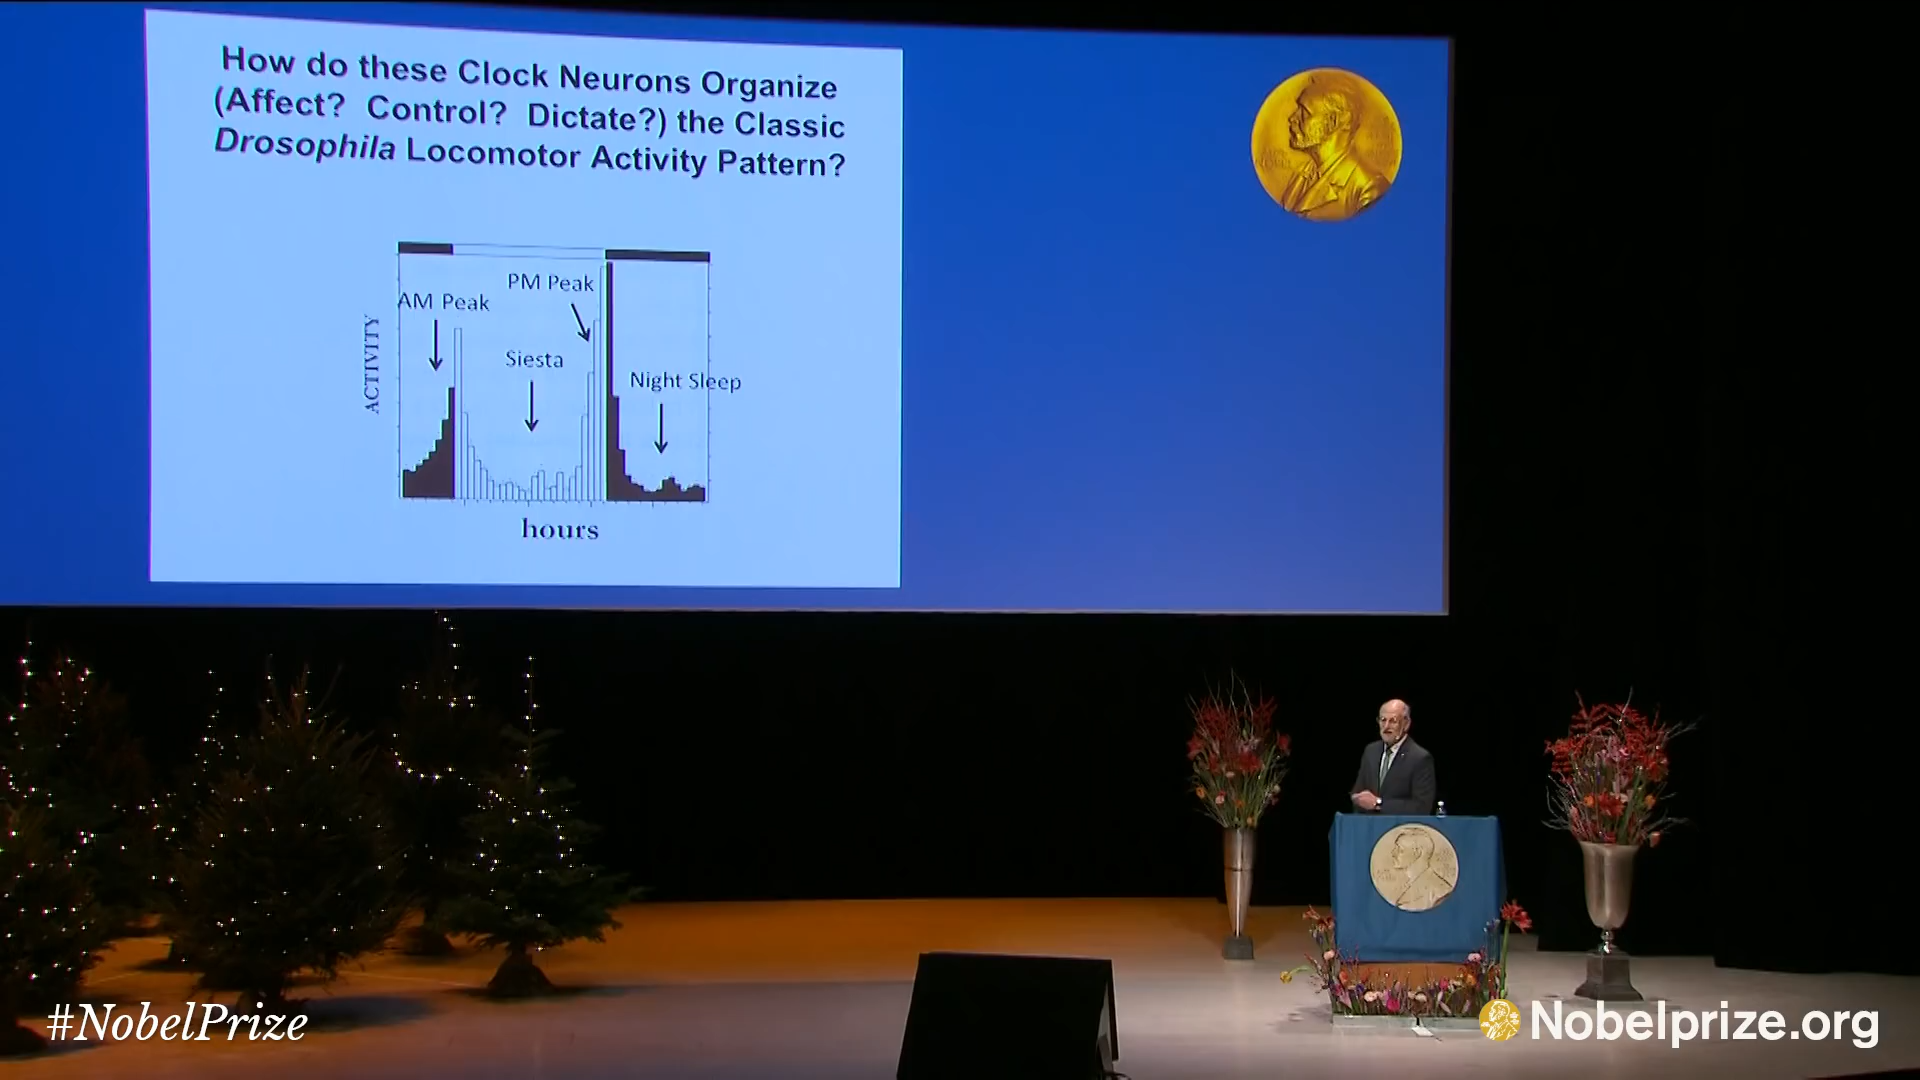 How do these Clock Neurons Organize
(Affect? Control? Dictate?) the Classic
Drosophila Locomotor Activity Pattern?
AM Peak
PM Peak
Siesta
Night Sleep
ACTIVITY
hours
#NobelPrize
Nobelprize.org